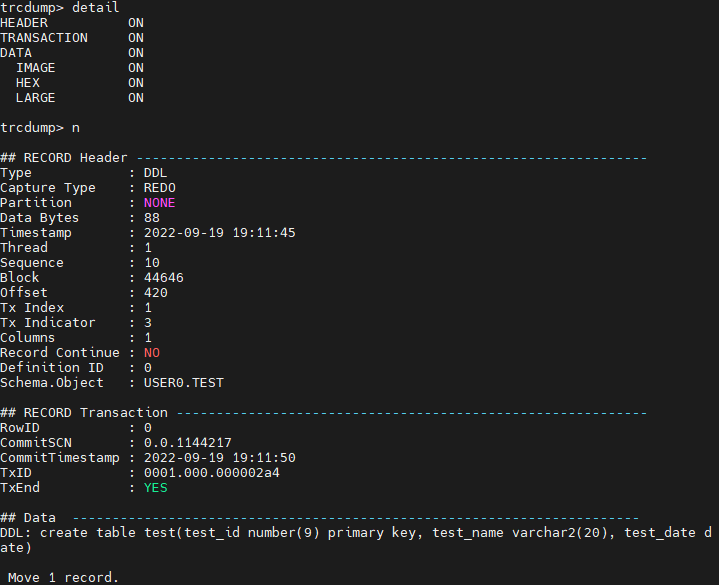 trcdump> detail
HEADER          ON
TRANSACTION     ON
DATA            ON
  IMAGE         ON
  HEX           ON
  LARGE         ON
trcdump> n
## RECORD Header ----------------------------------------------------------------
Type            : DDL
Capture Type    : REDO
Partition       : NONE
Data Bytes      : 88
Timestamp       : 2022-09-19 19:11:45
Thread          : 1
Sequence        : 10
Block           : 44646
Offset          : 420
Tx Index        : 1
Tx Indicator    : 3
Columns         : 1
Record Continue : NO
Definition ID   : 0
Schema.Object   : USER0.TEST
## RECORD Transaction -----------------------------------------------------------
RowID           : 0
CommitSCN       : 0.0.1144217
CommitTimestamp : 2022-09-19 19:11:50
TxID            : 0001.000.000002a4
TxEnd           : YES
## Data  -----------------------------------------------------------------------
DDL: create table test(test_id number(9) primary key, test_name varchar2(20), test_date d
ate)
 Move 1 record.